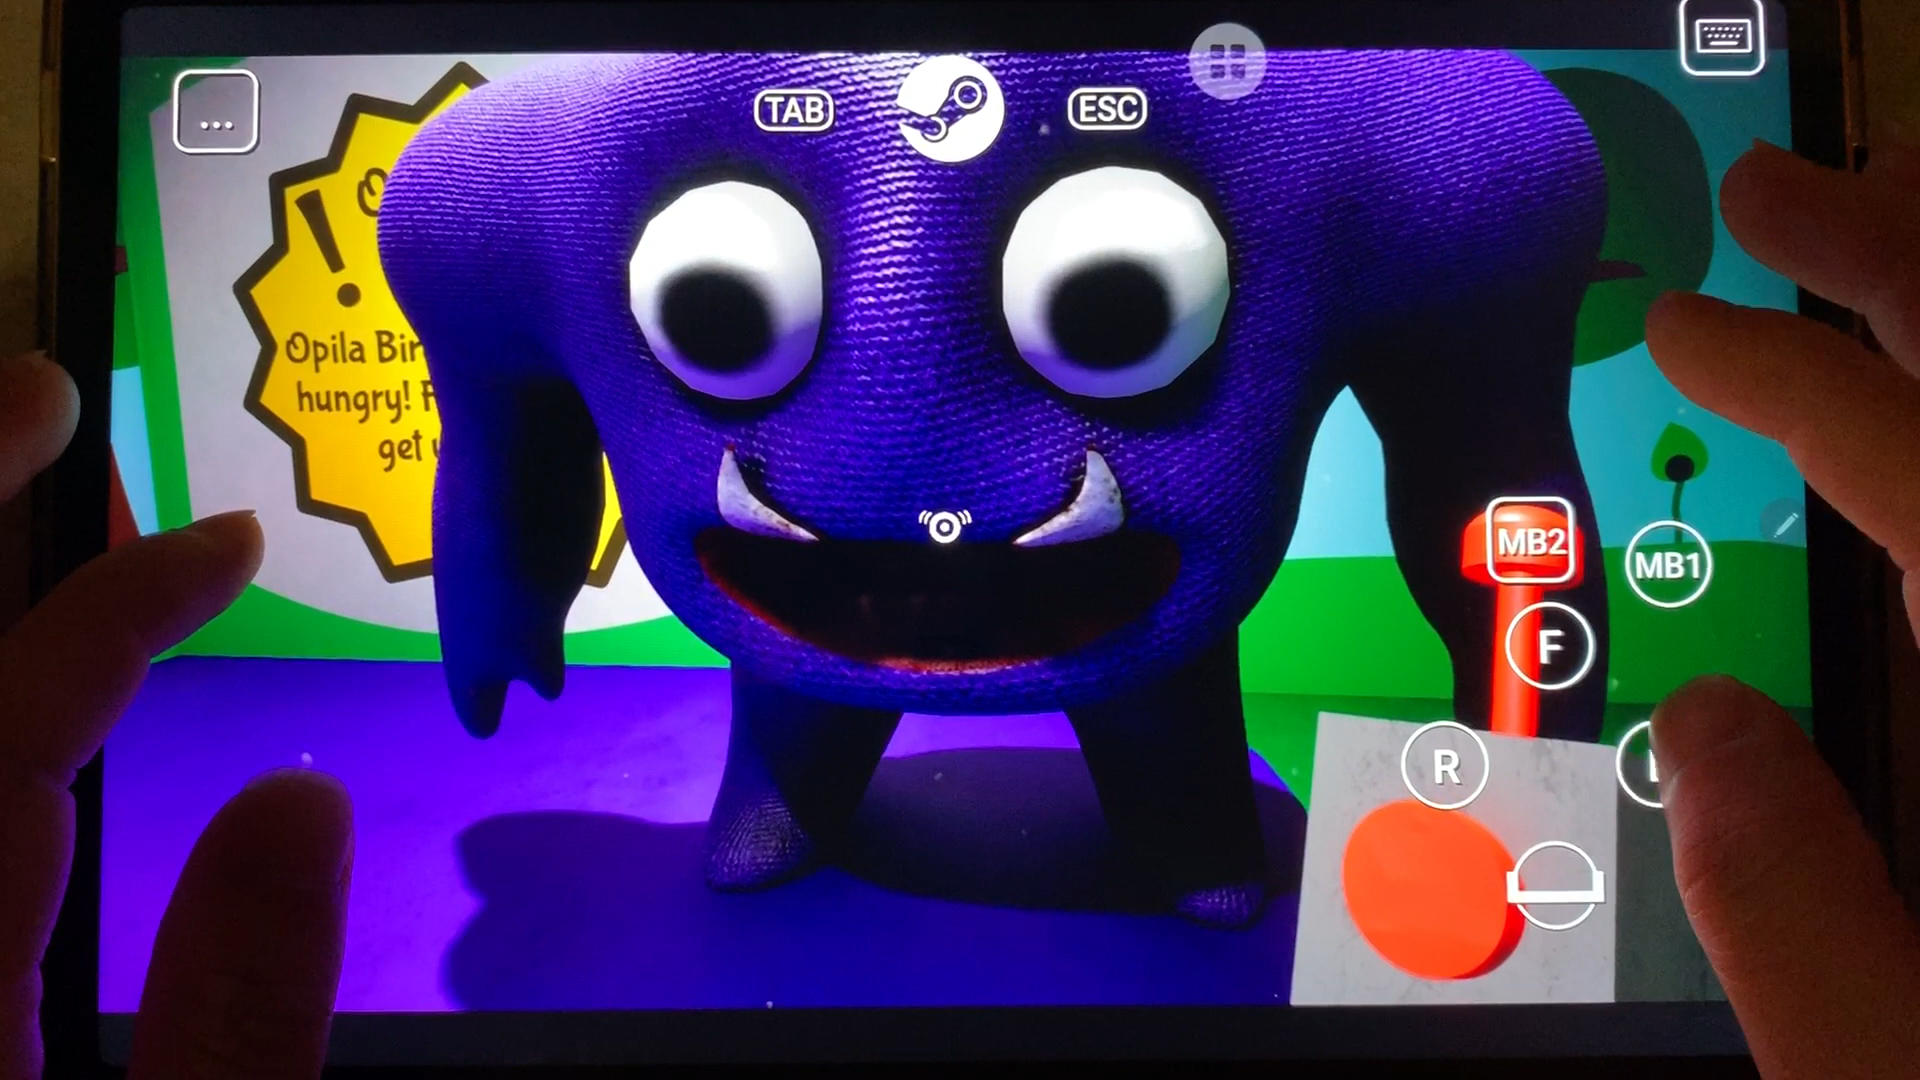 ...
TAB
ESC
!
Opila Bir
hungry!
get
MB2
MB1
F
R